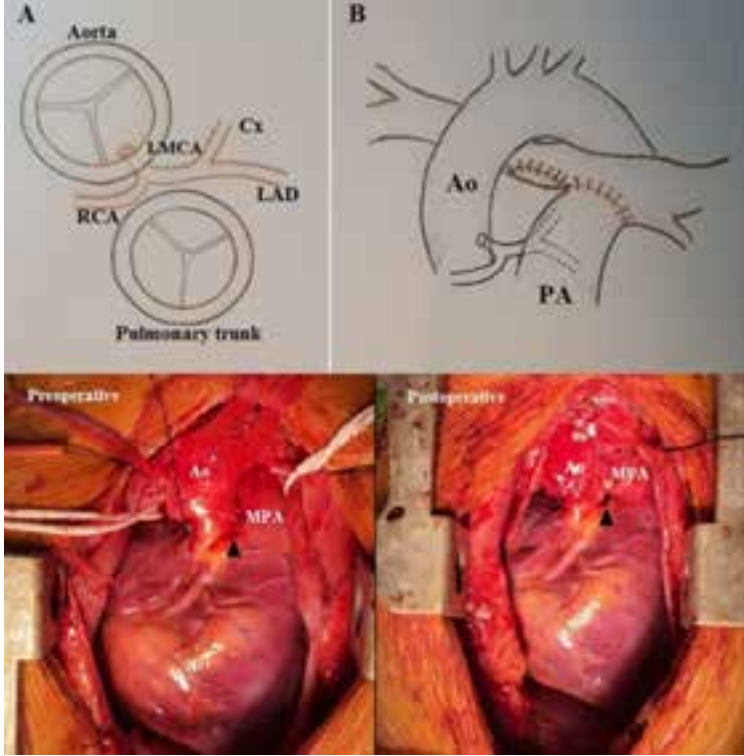 A
Aorta
Cx
LMCA
LAD
RCA
Pulmonary trunk
B
Ao
PA
Preoperative
Ao
MPA
Postoperative
Ao
MPA